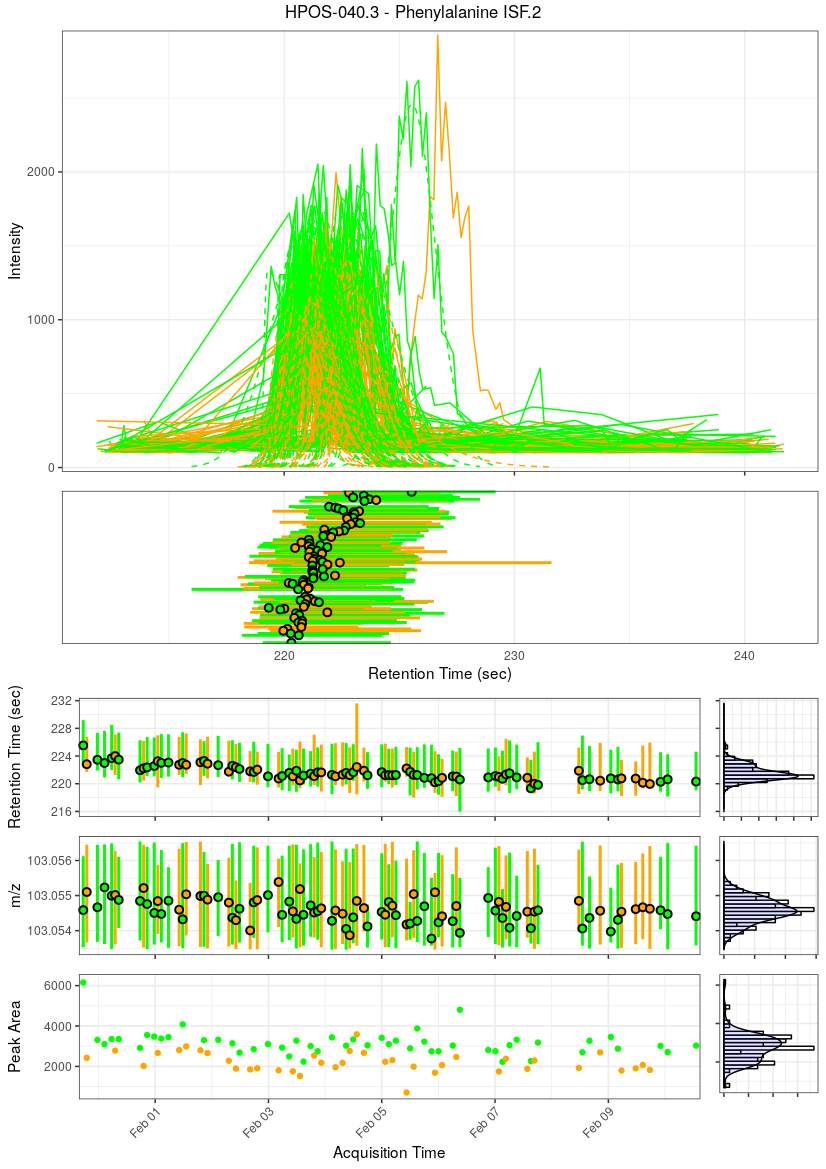 HPOS-040.3 - Phenylalanine ISF.2
Intensity
2000
1000
0
220
230
240
Retention Time (sec)
Retention Time (sec)
232
228
224
220
216
m/z
103.056
103.055
103.054
Peak Area
6000
4000
2000
Feb 01
Feb 03
Feb 05
Feb 07
Feb 09
Acquisition Time